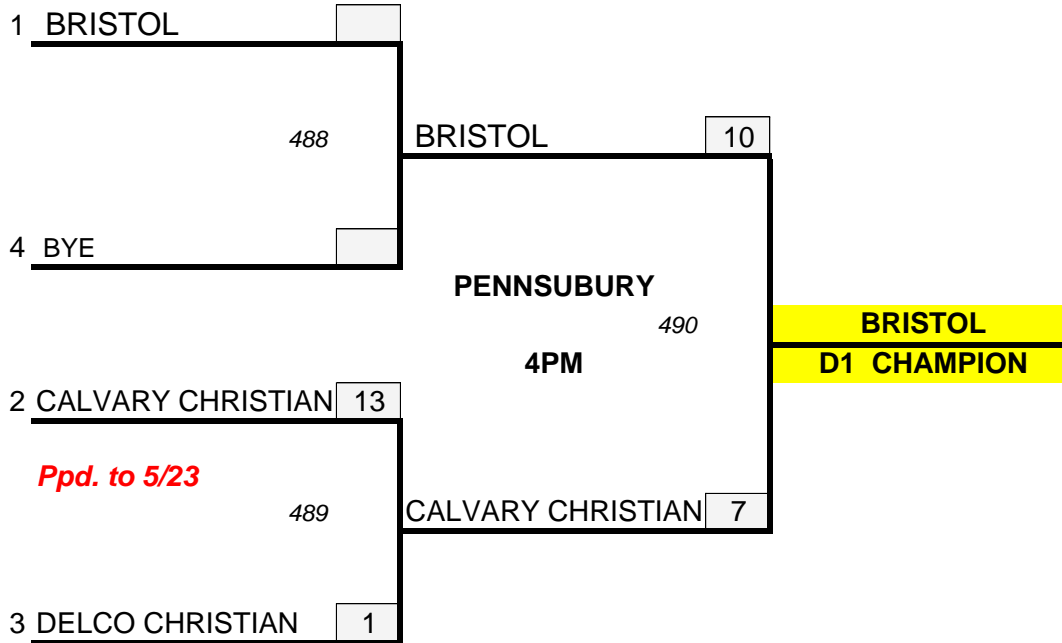 1 BRISTOL
488
BRISTOL 10
4 BYE
PENNSUBURY
490
BRISTOL
4PM
D1 CHAMPION
2 CALVARY CHRISTIAN 13
Ppd. to 5/23
489
CALVARY CHRISTIAN 7
3 DELCO CHRISTIAN 1